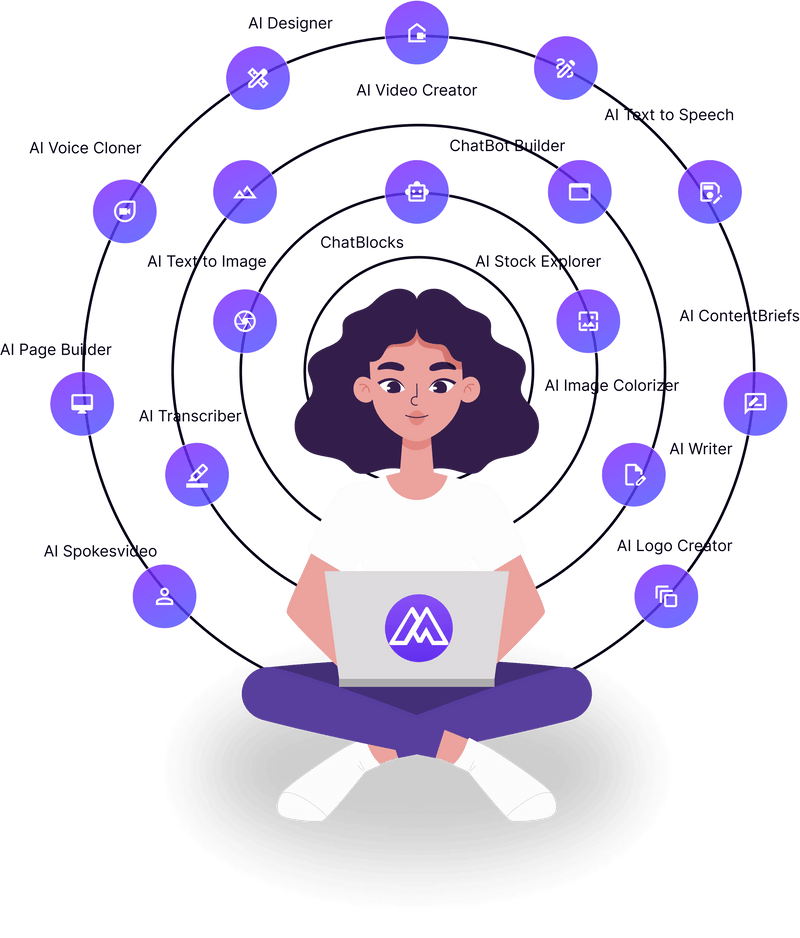 AI Designer
AI Video Creator
AI Text to Speech
ChatBot Builder
AI Voice Cloner
ChatBlocks
AI Text to Image
AI Stock Explorer
AI ContentBriefs
AI Page Builder
AI Image Colorizer
AI Transcriber
AI Writer
AI Logo Creator
AI Spokesvideo